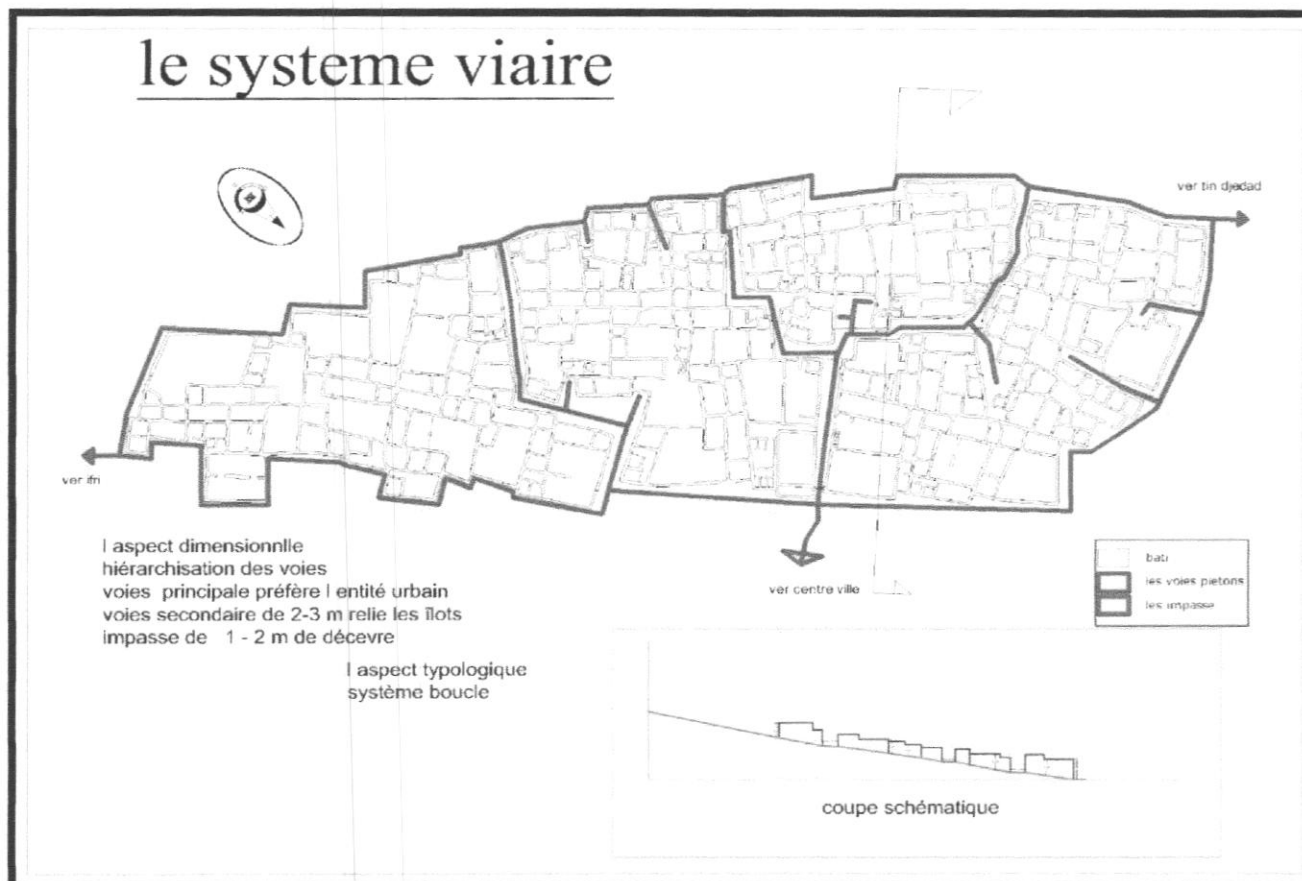 le systeme viaire
ver tin djedad
ver ifri
l aspect dimensionnlle
hiérarchisation des voies
voies principale préfère l entité urbain
voies secondaire de 2-3 m relie les îlots
impasse de 1 - 2 m de décevre
l aspect typologique
système boucle
ver centre ville
bati
les voies pietons
les impasse
coupe schématique